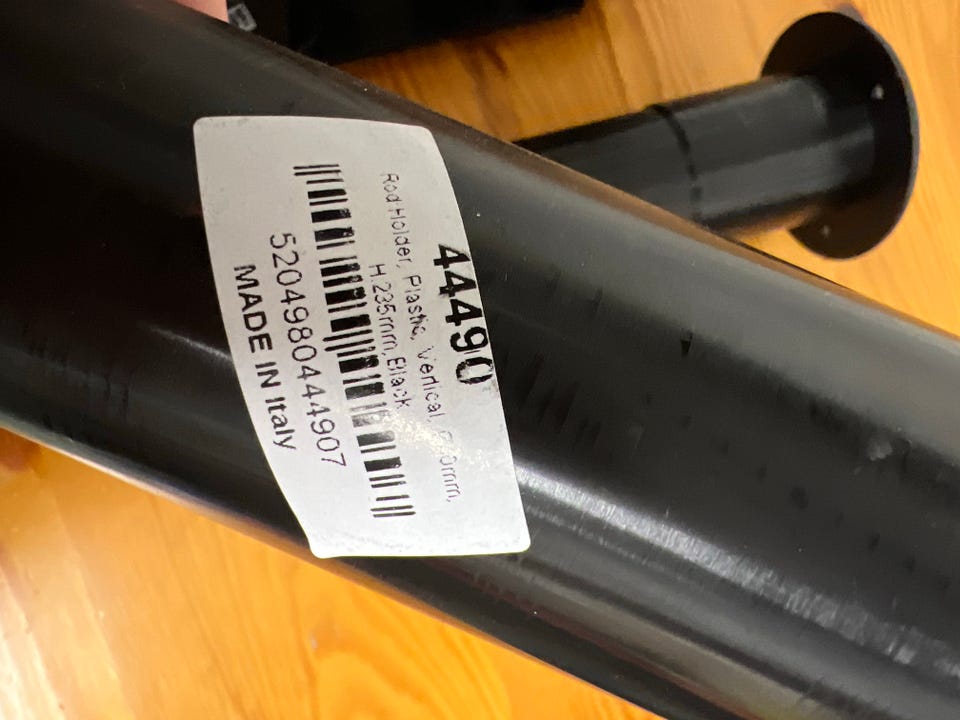 44490
Rod Holder, Plastic, Vertical,
H.235mm, Black
5204980444907
MADE IN Italy